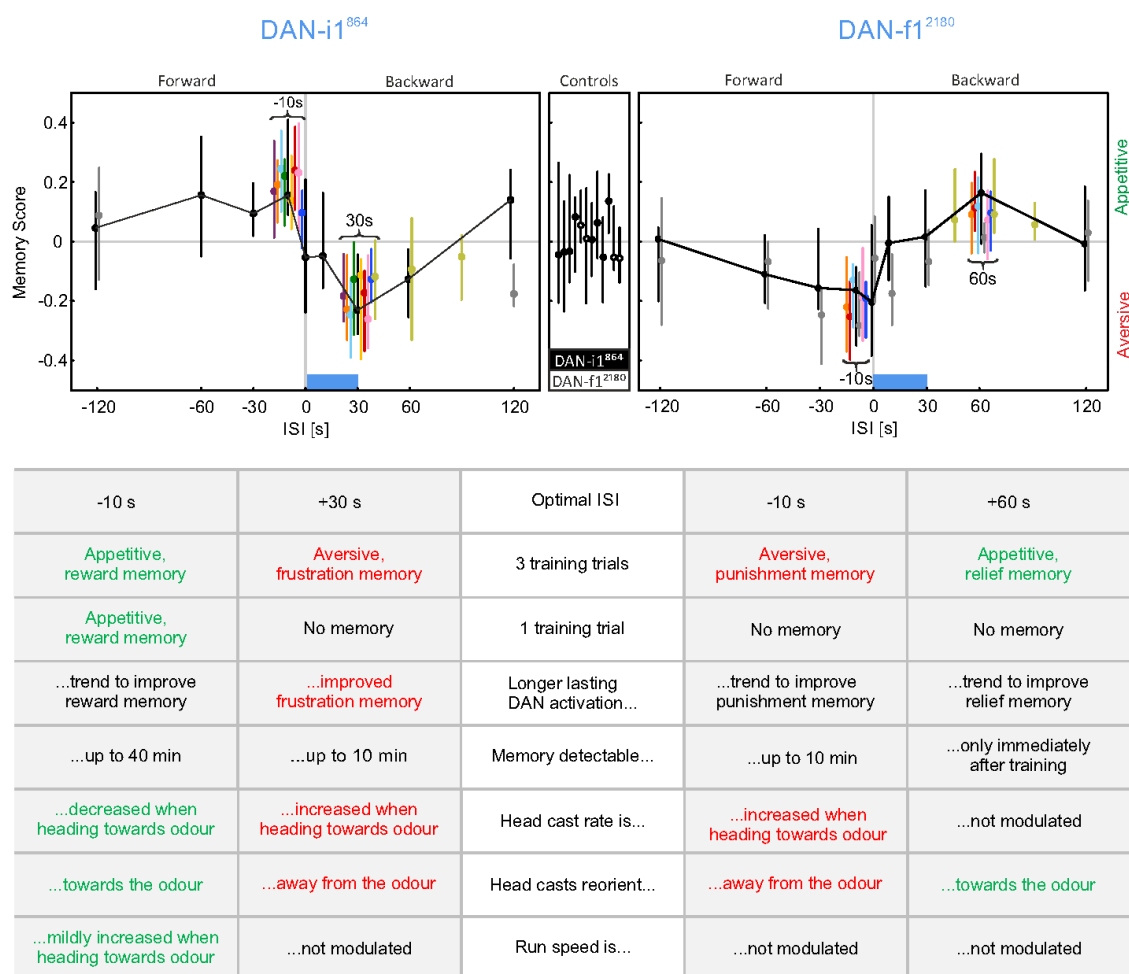 DAN-i1864
DAN-f12180
Forward
Backward
Controls
Forward
Backward
Memory Score
0.4
0.2
0
-0.2
-0.4
-10s
30s
DAN-i1864
DAN-f12180
-10s
60s
Appetitive
Aversive
-120
-60
-30
0
30
60
120
ISI [s]
-120
-60
-30
0
30
60
120
ISI [s]
-10 s
+30 s
Optimal ISI
-10 s
+60 s
Appetitive,
reward memory
Aversive,
frustration memory
3 training trials
Aversive,
punishment memory
Appetitive,
relief memory
Appetitive,
reward memory
No memory
1 training trial
No memory
No memory
...trend to improve
reward memory
...improved
frustration memory
Longer lasting
DAN activation...
...trend to improve
punishment memory
...trend to improve
relief memory
...up to 40 min
...up to 10 min
Memory detectable...
...up to 10 min
...only immediately
after training
...decreased when
heading towards odour
...increased when
heading towards odour
Head cast rate is...
...increased when
heading towards odour
...not modulated
...towards the odour
...away from the odour
Head casts reorient...
...away from the odour
...towards the odour
...mildly increased when
heading towards odour
...not modulated
Run speed is...
...not modulated
...not modulated